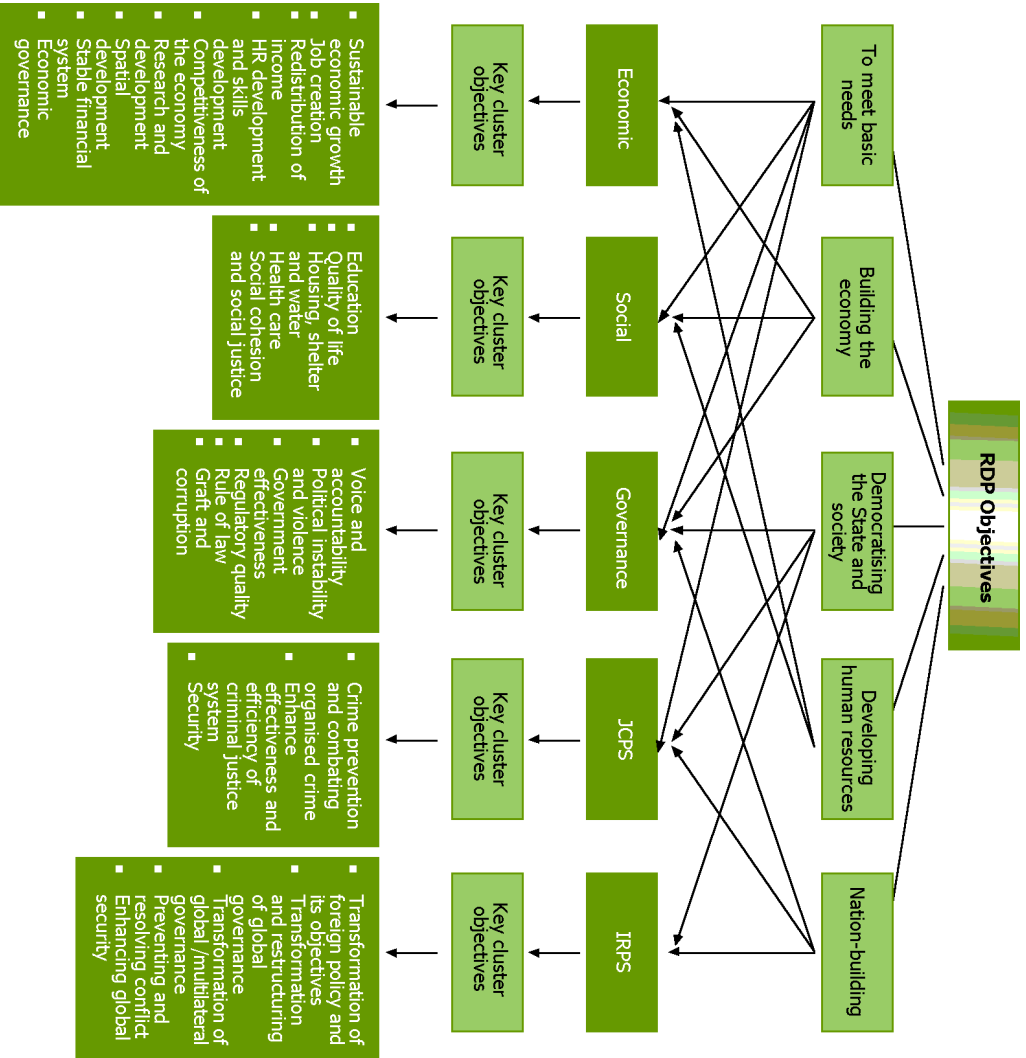 RDP Objectives
To meet basic
needs
Building the
economy
Democratising
the State and
society
Developing
human resources
Nation-building
Economic
Social
Governance
JCPS
IRPS
Key cluster
objectives
Key cluster
objectives
Key cluster
objectives
Key cluster
objectives
Key cluster
objectives
Sustainable
economic growth
Job creation
Redistribution of
income
HR development
and skills
development
Competitiveness of
the economy
Research and
development
Spatial
development
Stable financial
system
Economic
governance
Education
Quality of life
Housing, shelter
and water
Health care
Social cohesion
and social justice
Voice and
accountability
Political instability
and violence
Government
effectiveness
Regulatory quality
Rule of law
Graft and
corruption
Crime prevention
and combating
organised crime
Enhance
effectiveness and
efficiency of
criminal justice
system
Security
Transformation of
foreign policy and
its objectives
Transformation
and restructuring
of global
governance
Transformation of
global /multilateral
governance
Preventing and
resolving conflict
Enhancing global
security